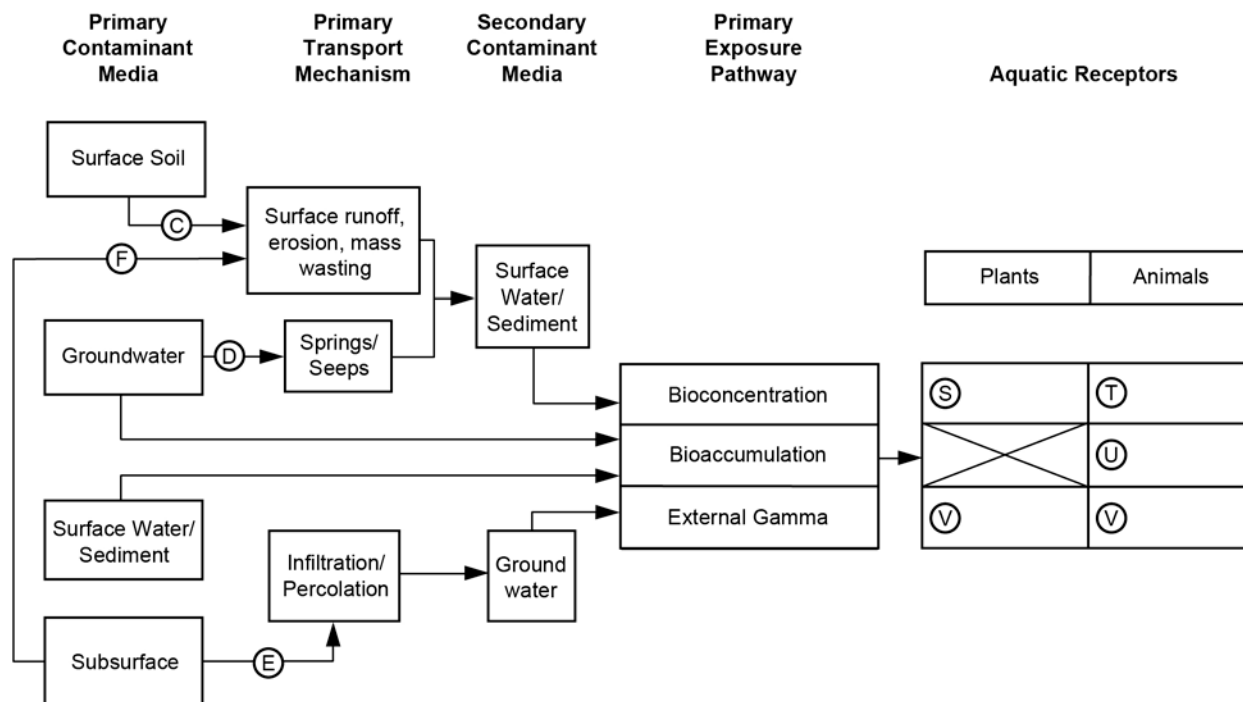 Primary
Contaminant
Media
Primary
Transport
Mechanism
Secondary
Contaminant
Media
Primary
Exposure
Pathway
Aquatic Receptors
Surface Soil
C
Surface runoff,
erosion, mass
wasting
F
Surface
Water/
Sediment
Plants
Animals
Groundwater
D
Springs/
Seeps
Bioconcentration
S
T
Bioaccumulation
U
External Gamma
V
V
Surface Water/
Sediment
Infiltration/
Percolation
Ground
water
Subsurface
E